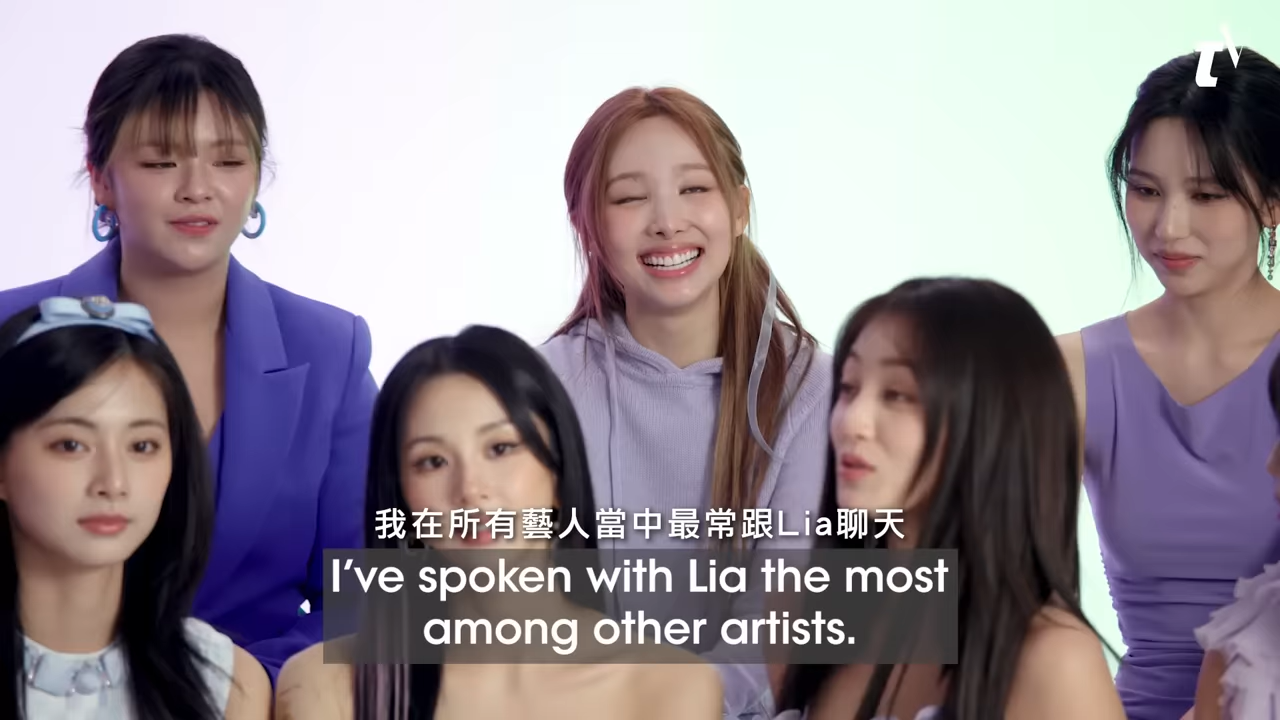 tv
我在所有藝人當中最常跟Lia聊天
I've spoken with Lia the most
among other artists.